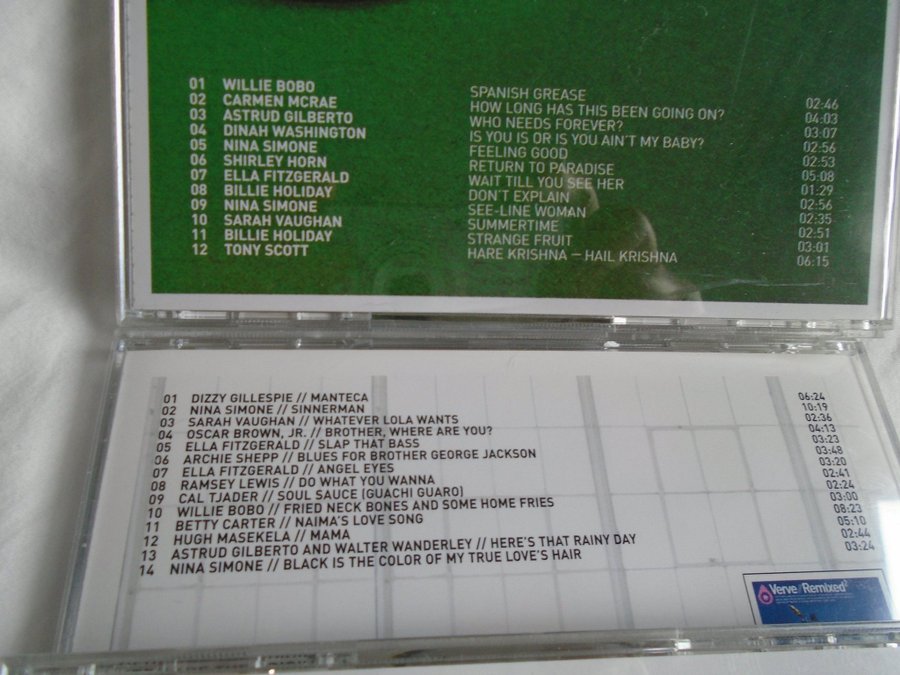 01 WILLIE BOBO SPANISH GREASE 02:46
02 CARMEN MCRAE HOW LONG HAS THIS BEEN GOING ON? 04:03
03 ASTRUD GILBERTO WHO NEEDS FOREVER? 03:07
04 DINAH WASHINGTON IS YOU IS OR IS YOU AIN'T MY BABY? 02:56
05 NINA SIMONE FEELING GOOD 02:53
06 SHIRLEY HORN RETURN TO PARADISE 05:08
07 ELLA FITZGERALD WAIT TILL YOU SEE HER 01:29
08 BILLIE HOLIDAY DON'T EXPLAIN 02:56
09 NINA SIMONE SEE-LINE WOMAN 02:35
10 SARAH VAUGHAN SUMMERTIME 02:51
11 BILLIE HOLIDAY STRANGE FRUIT 03:01
12 TONY SCOTT HARE KRISHNA – HAIL KRISHNA 06:15
01 DIZZY GILLESPIE // MANTECA 06:24
02 NINA SIMONE // SINNERMAN 10:19
03 SARAH VAUGHAN // WHATEVER LOLA WANTS 02:36
04 OSCAR BROWN, JR. // BROTHER, WHERE ARE YOU? 04:13
05 ELLA FITZGERALD // SLAP THAT BASS 03:23
06 ARCHIE SHEPP // BLUES FOR BROTHER GEORGE JACKSON 03:48
07 ELLA FITZGERALD // ANGEL EYES 03:20
08 RAMSEY LEWIS // DO WHAT YOU WANNA 02:41
09 CAL TJADER // SOUL SAUCE (GUACHI GUARO) 02:24
10 WILLIE BOBO // FRIED NECK BONES AND SOME HOME FRIES 03:00
11 BETTY CARTER // NAIMA'S LOVE SONG 08:23
12 HUGH MASEKELA // MAMA 05:10
13 ASTRUD GILBERTO AND WALTER WANDERLEY // HERE'S THAT RAINY DAY 02:44
14 NINA SIMONE // BLACK IS THE COLOR OF MY TRUE LOVE'S HAIR 03:24
Verve//Remixed²